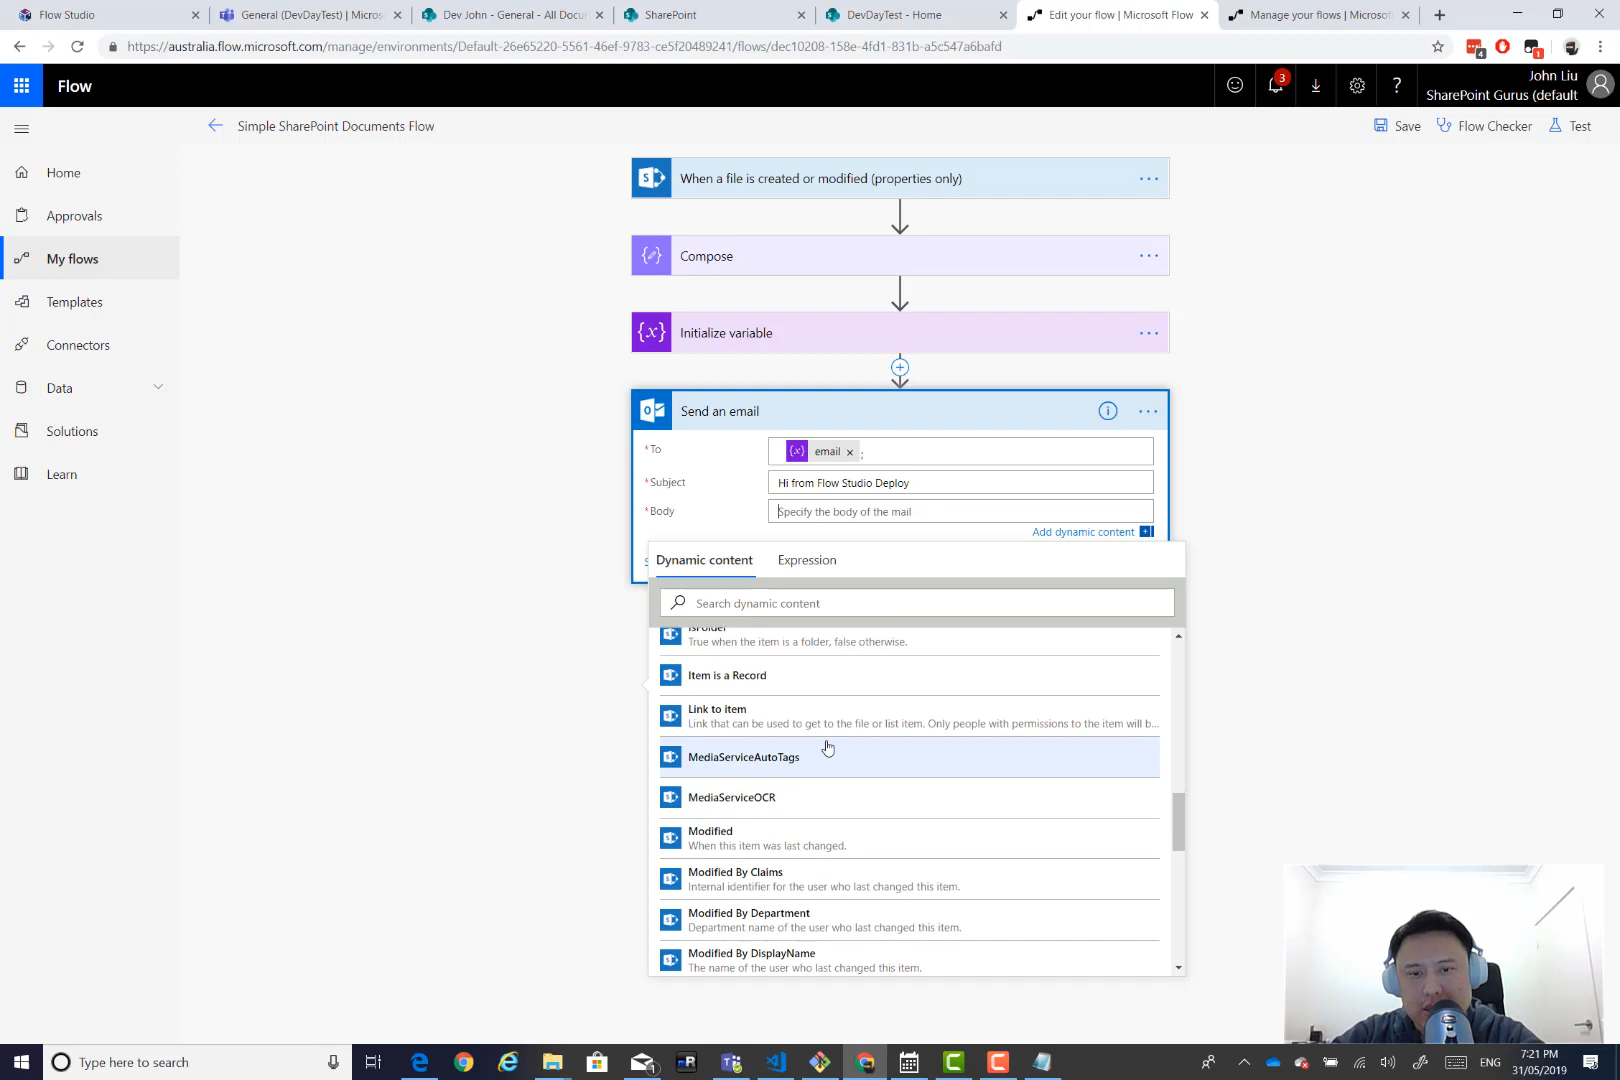 Flow Studio
General (DevDayTest) | Micros
Dev John - General - All Docu
SharePoint
DevDayTest - Home
Edit your flow | Microsoft Flow
Manage your flows | Microsoft
https://australia.flow.microsoft.com/manage/environments/Default-26e65220-5561-46ef-9783-ce5f20489241/flows/dec10208-158e-4fd1-831b-a5c547a6bafd
4
1
Flow
3
John Liu
SharePoint Gurus (default
Simple SharePoint Documents Flow
Save
Flow Checker
Test
Home
Approvals
My flows
Templates
Connectors
Data
Solutions
Learn
When a file is created or modified (properties only)
Compose
Initialize variable
Send an email
*To
email
;
*Subject
Hi from Flow Studio Deploy
*Body
Specify the body of the mail
Add dynamic content
Dynamic content
Expression
Search dynamic content
IsFolder
True when the item is a folder, false otherwise.
Item is a Record
Link to item
Link that can be used to get to the file or list item. Only people with permissions to the item will b...
MediaServiceAutoTags
MediaServiceOCR
Modified
When this item was last changed.
Modified By Claims
Internal identifier for the user who last changed this item.
Modified By Department
Department name of the user who last changed this item.
Modified By DisplayName
The name of the user who last changed this item.
Type here to search
1
ENG
7:21 PM
31/05/2019